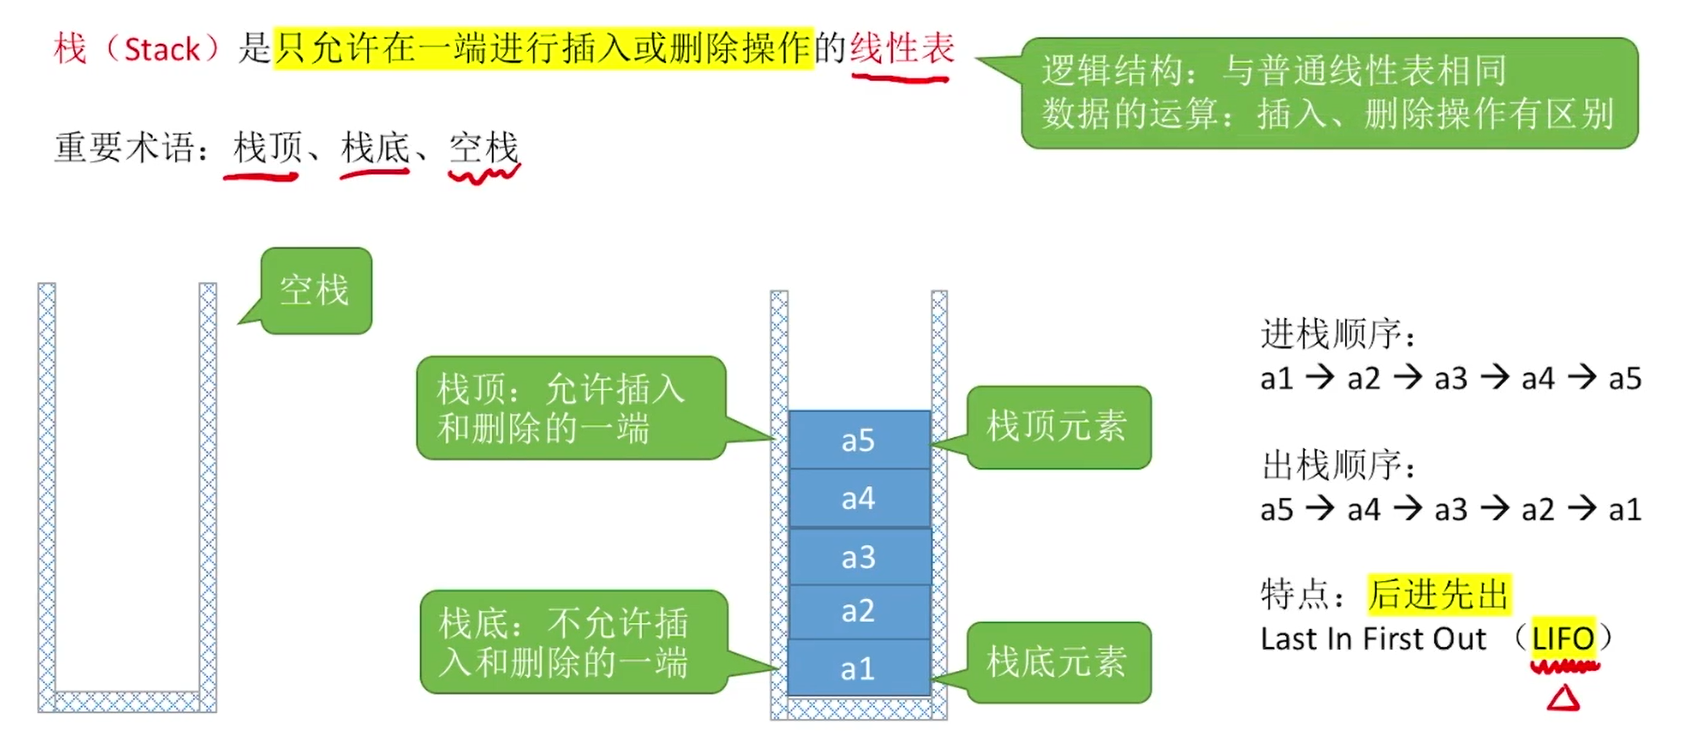 栈（Stack）是只允许在一端进行插入或删除操作的线性表
逻辑结构：与普通线性表相同
数据的运算：插入、删除操作有区别
重要术语：栈顶、栈底、空栈
空栈
栈顶：允许插入
和删除的一端
a5
a4
a3
a2
a1
栈顶元素
栈底：不允许插
入和删除的一端
栈底元素
进栈顺序：
a1 → a2 → a3 → a4 → a5
出栈顺序：
a5 → a4 → a3 → a2 → a1
特点：后进先出
Last In First Out （LIFO）